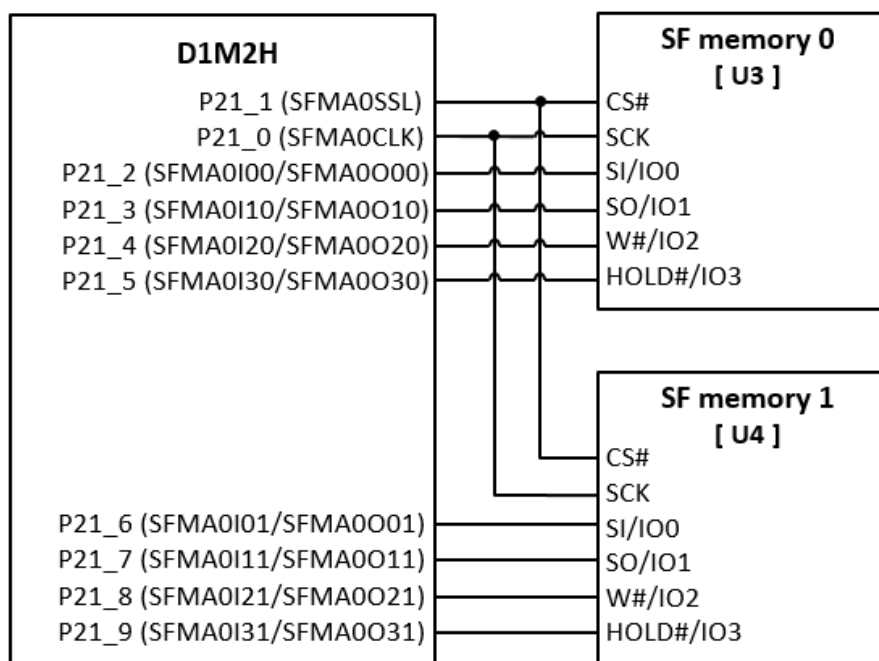 D1M2H
P21_1 (SFMA0SSL)
P21_0 (SFMA0CLK)
P21_2 (SFMA0I00/SFMA0O00)
P21_3 (SFMA0I10/SFMA0O10)
P21_4 (SFMA0I20/SFMA0O20)
P21_5 (SFMA0I30/SFMA0O30)
P21_6 (SFMA0I01/SFMA0O01)
P21_7 (SFMA0I11/SFMA0O11)
P21_8 (SFMA0I21/SFMA0O21)
P21_9 (SFMA0I31/SFMA0O31)
SF memory 0
[ U3 ]
CS#
SCK
SI/IO0
SO/IO1
W#/IO2
HOLD#/IO3
SF memory 1
[ U4 ]
CS#
SCK
SI/IO0
SO/IO1
W#/IO2
HOLD#/IO3